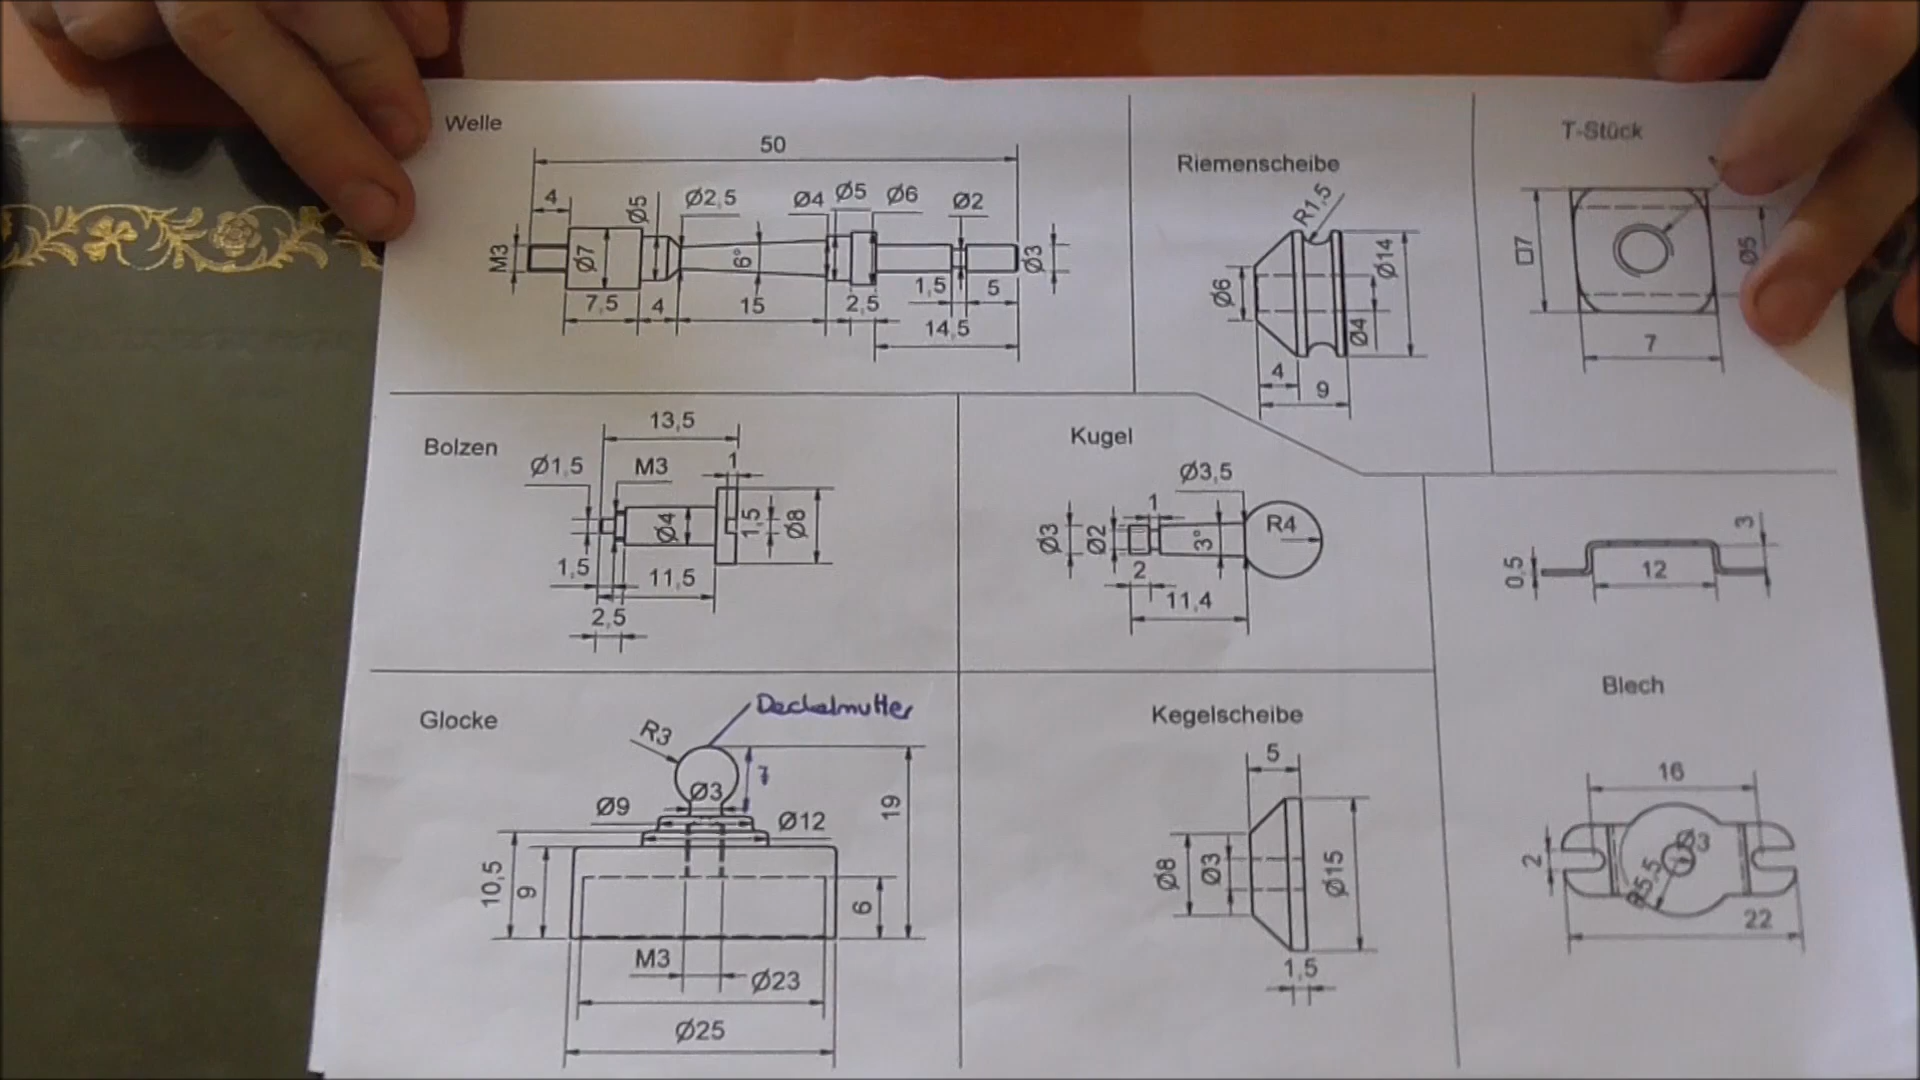 Welle
50
4
Ø5
Ø2,5
Ø4
Ø5
Ø6
Ø2
M3
Ø7
6°
Ø3
7,5
4
15
2,5
1,5
5
14,5
Riemenscheibe
R1,5
Ø6
Ø14
Ø4
4
9
T-Stück
□7
Ø5
7
Bolzen
13,5
Ø1,5
M3
1
Ø4
1,5
Ø8
1,5
11,5
2,5
Kugel
Ø3,5
1
Ø3
Ø2
3°
R4
2
11,4
3
0,5
12
Blech
16
2
Ø3
R5,5
22
Glocke
Deckelmutter
R3
7
Ø3
Ø9
Ø12
19
10,5
9
6
M3
Ø23
Ø25
Kegelscheibe
5
Ø8
Ø3
Ø15
1,5